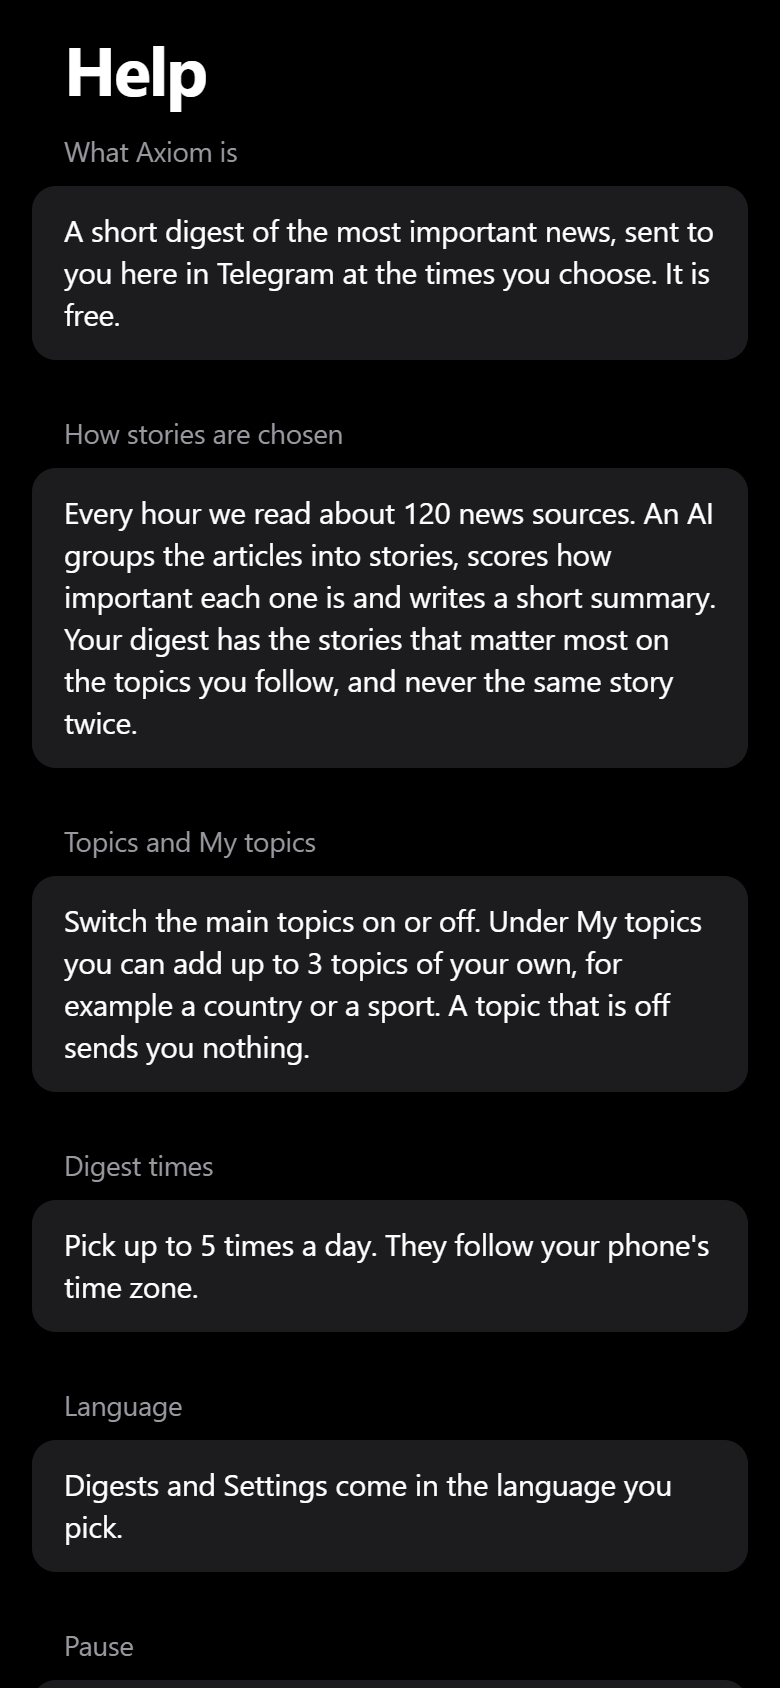 Help
What Axiom is
A short digest of the most important news, sent to
you here in Telegram at the times you choose. It is
free.
How stories are chosen
Every hour we read about 120 news sources. An AI
groups the articles into stories, scores how
important each one is and writes a short summary.
Your digest has the stories that matter most on
the topics you follow, and never the same story
twice.
Topics and My topics
Switch the main topics on or off. Under My topics
you can add up to 3 topics of your own, for
example a country or a sport. A topic that is off
sends you nothing.
Digest times
Pick up to 5 times a day. They follow your phone's
time zone.
Language
Digests and Settings come in the language you
pick.
Pause